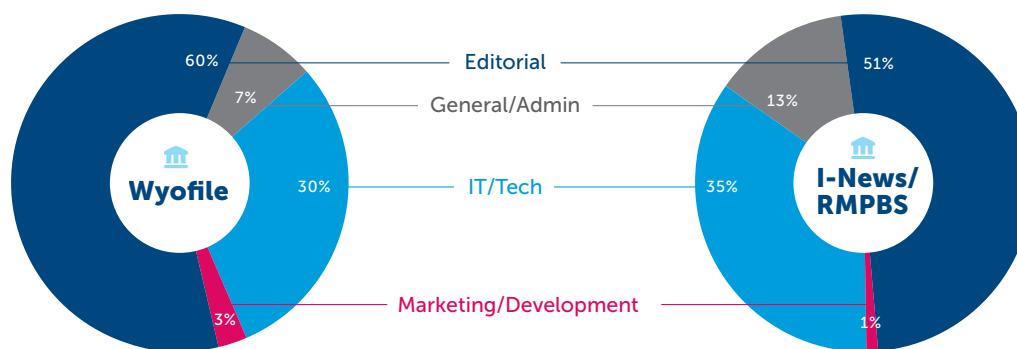 60%
Editorial
51%
7%
General/Admin
13%
Wyofile
30%
IT/Tech
35%
I-News/
RMPBS
3%
Marketing/Development
1%